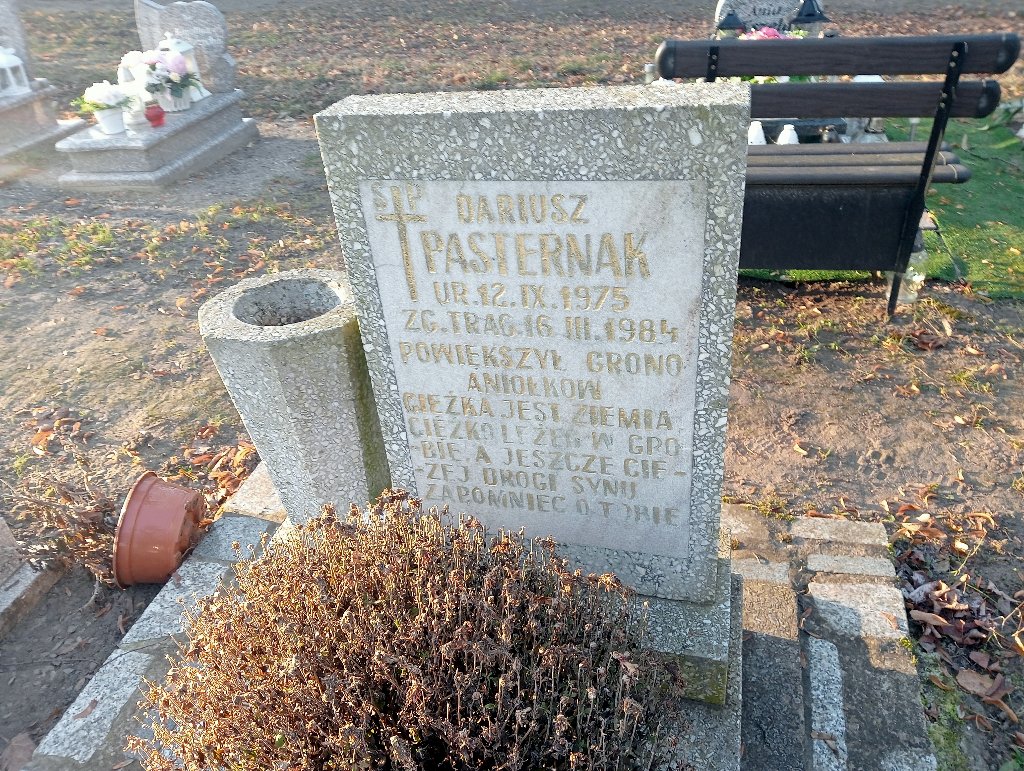 Ś P
DARIUSZ
PASTERNAK
UR. 12. IX. 1975
ZG. TRAG. 16. III. 1984
POWIĘKSZYŁ GRONO
ANIOŁKÓW
CIĘŻKA JEST ZIEMIA
CIĘŻKO LEŻEĆ W GRO-
-BIE, A JESZCZE CIĘ-
-ŻEJ DROGI SYNU
ZAPOMNIEĆ O TOBIE